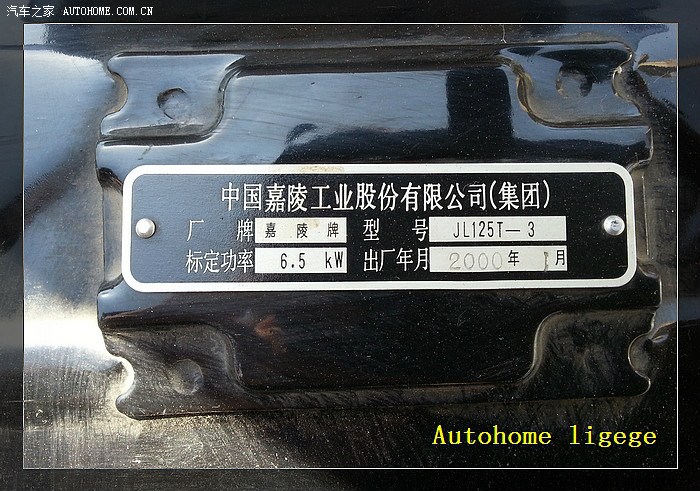 汽车之家 AUTOHOME.COM.CN
中国嘉陵工业股份有限公司(集团)
厂 牌 嘉 陵 牌 型 号 JL125T-3
标定功率 6.5 kW 出厂年月 2000 年 1 月
Autohome ligege